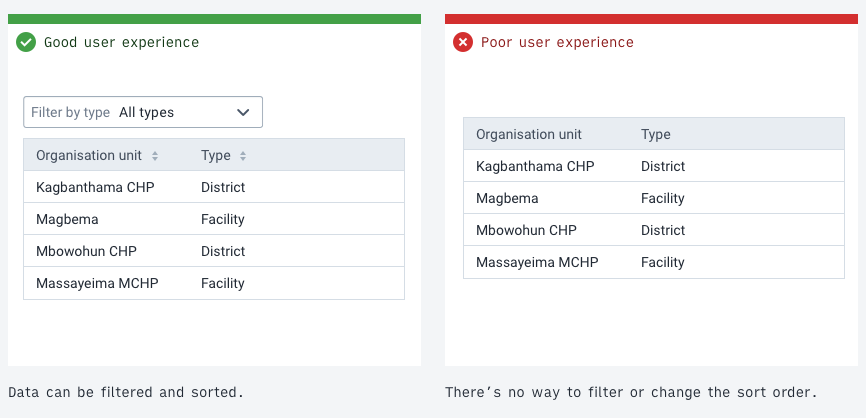 Good user experience
Filter by type All types
Organisation unit Type
Kagbanthama CHP District
Magbema Facility
Mbowohun CHP District
Massayeima MCHP Facility
Data can be filtered and sorted.
Poor user experience
Organisation unit Type
Kagbanthama CHP District
Magbema Facility
Mbowohun CHP District
Massayeima MCHP Facility
There's no way to filter or change the sort order.